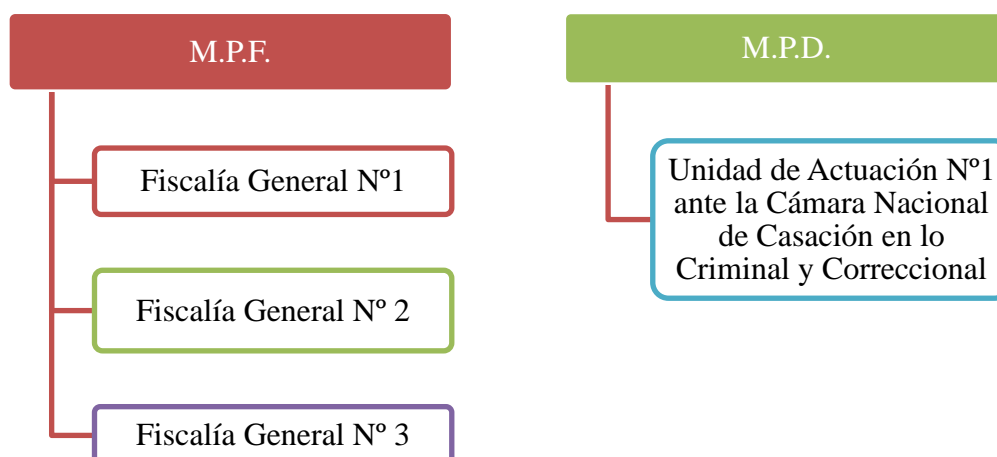 M.P.F.
Fiscalía General Nº1
Fiscalía General Nº 2
Fiscalía General Nº 3
M.P.D.
Unidad de Actuación Nº1
ante la Cámara Nacional
de Casación en lo
Criminal y Correccional